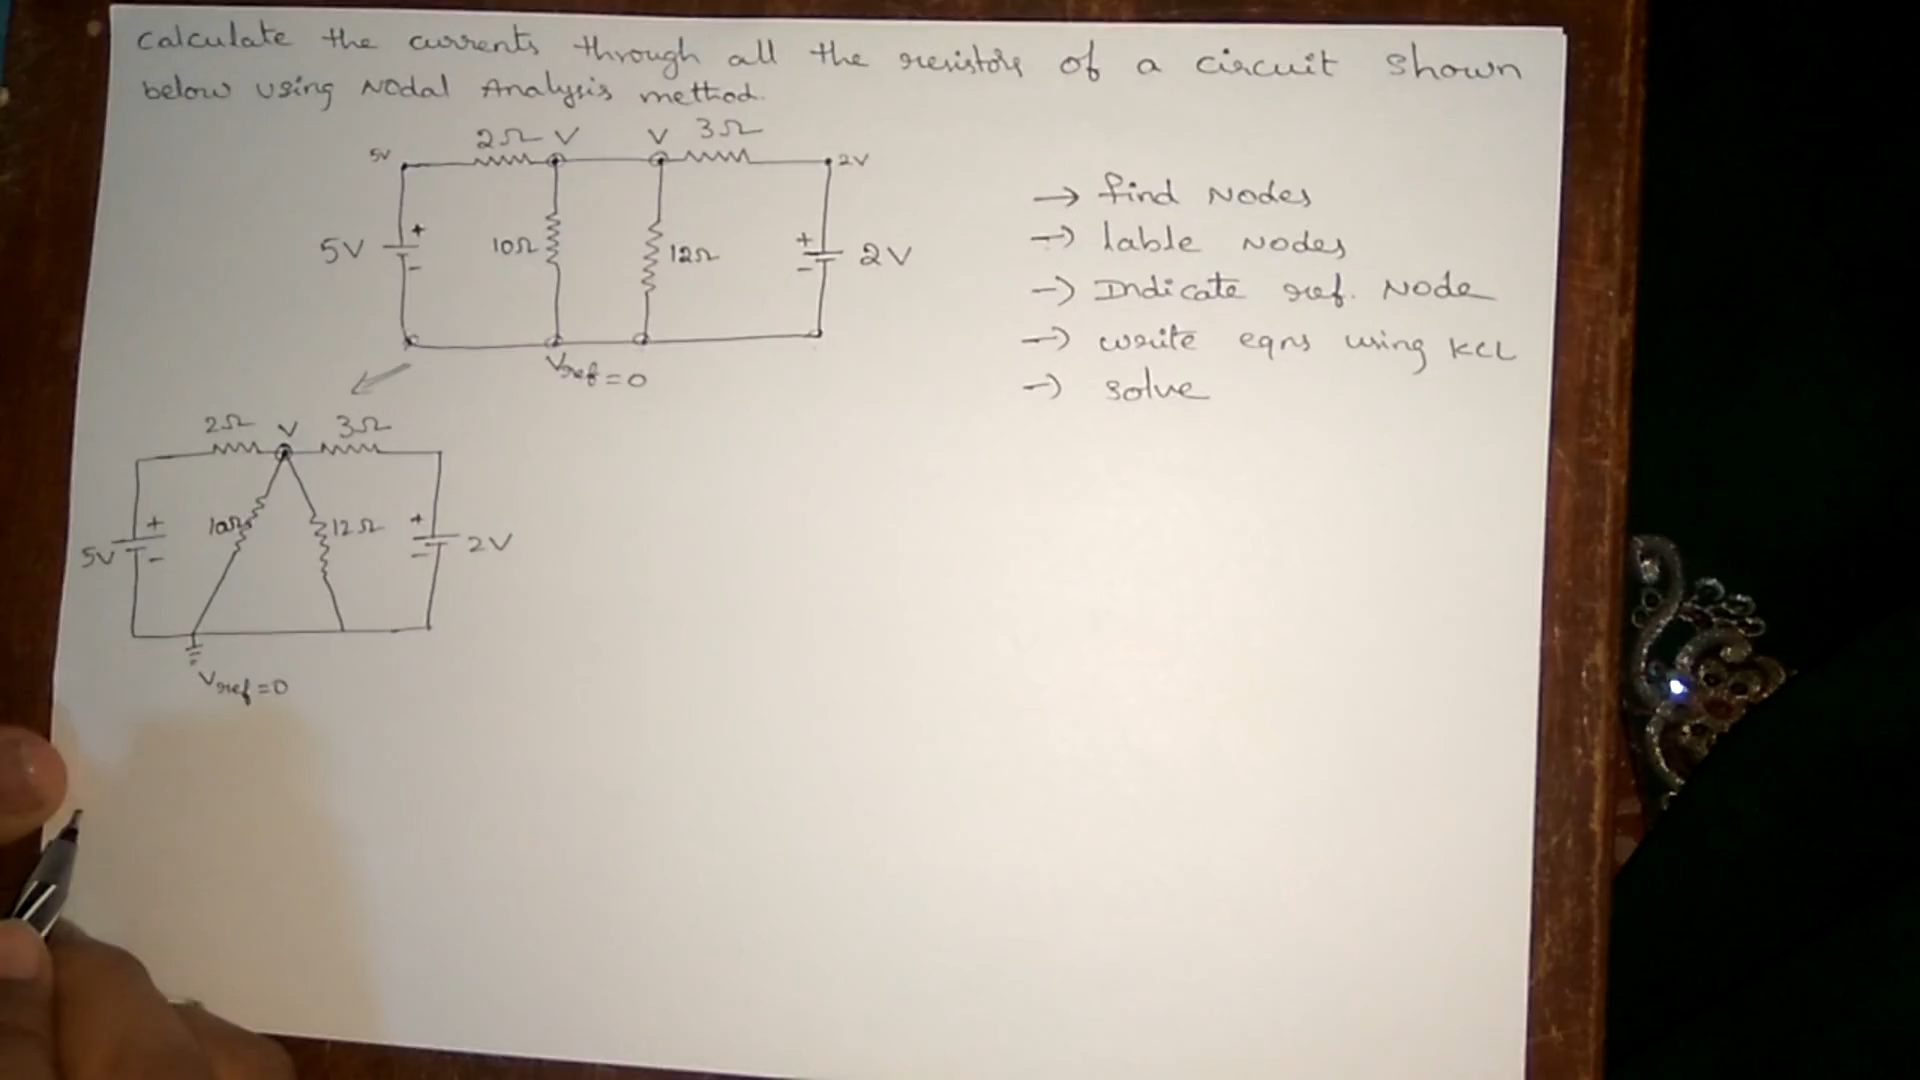 Calculate the currents through all the resistors of a circuit shown
below using Nodal Analysis method.
2Ω V V 3Ω
5V 2V
5V + - 10Ω 12Ω + - 2V
Vref = 0
→ find Nodes
→ lable Nodes
→ Indicate ref. Node
→ write eqns using KCL
→ solve
2Ω V 3Ω
5V + - 10Ω 12Ω + - 2V
Vref = 0